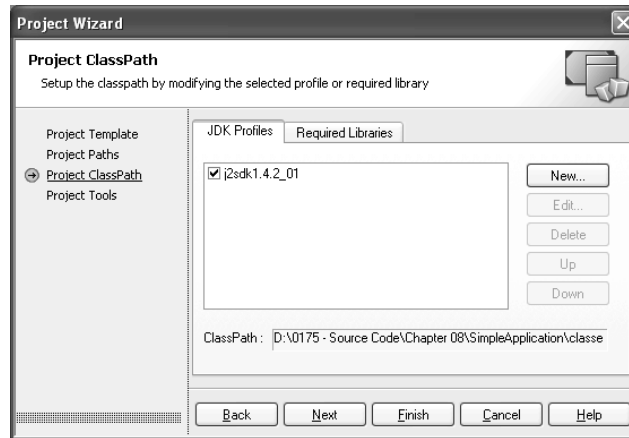 Project Wizard
Project ClassPath
Setup the classpath by modifying the selected profile or required library
Project Template
Project Paths
Project ClassPath
Project Tools
JDK Profiles
Required Libraries
j2sdk1.4.2_01
New...
Edit...
Delete
Up
Down
ClassPath : D:\0175 - Source Code\Chapter 08\SimpleApplication\classe
Back
Next
Finish
Cancel
Help